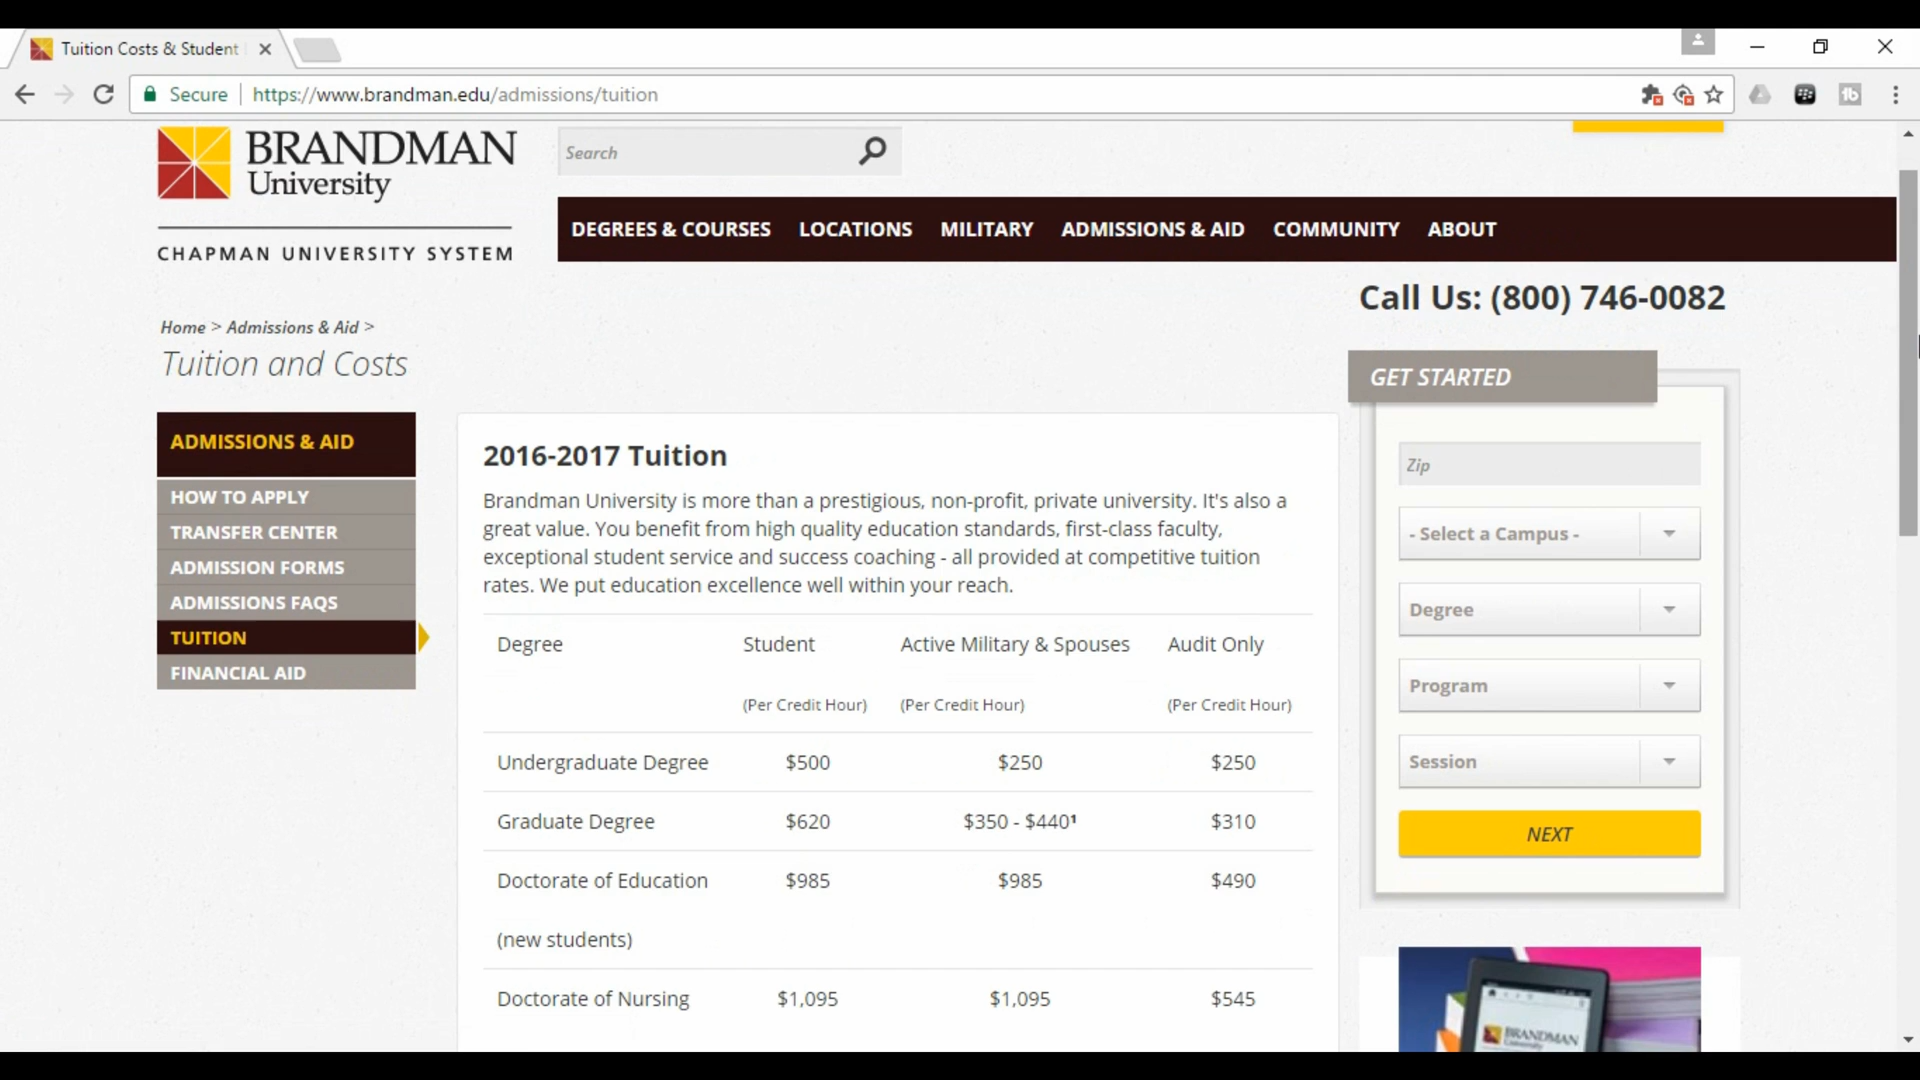 Tuition Costs & Student
Secure
https://www.brandman.edu/admissions/tuition
BRANDMAN
University
CHAPMAN UNIVERSITY SYSTEM
Search
DEGREES & COURSES LOCATIONS MILITARY ADMISSIONS & AID COMMUNITY ABOUT
Call Us: (800) 746-0082
Home > Admissions & Aid >
Tuition and Costs
ADMISSIONS & AID
HOW TO APPLY
TRANSFER CENTER
ADMISSION FORMS
ADMISSIONS FAQS
TUITION
FINANCIAL AID
2016-2017 Tuition
Brandman University is more than a prestigious, non-profit, private university. It's also a
great value. You benefit from high quality education standards, first-class faculty,
exceptional student service and success coaching - all provided at competitive tuition
rates. We put education excellence well within your reach.
Degree Student Active Military & Spouses Audit Only
(Per Credit Hour) (Per Credit Hour) (Per Credit Hour)
Undergraduate Degree $500 $250 $250
Graduate Degree $620 $350 - $440¹ $310
Doctorate of Education $985 $985 $490
(new students)
Doctorate of Nursing $1,095 $1,095 $545
GET STARTED
Zip
- Select a Campus -
Degree
Program
Session
NEXT
BRANDMAN
University